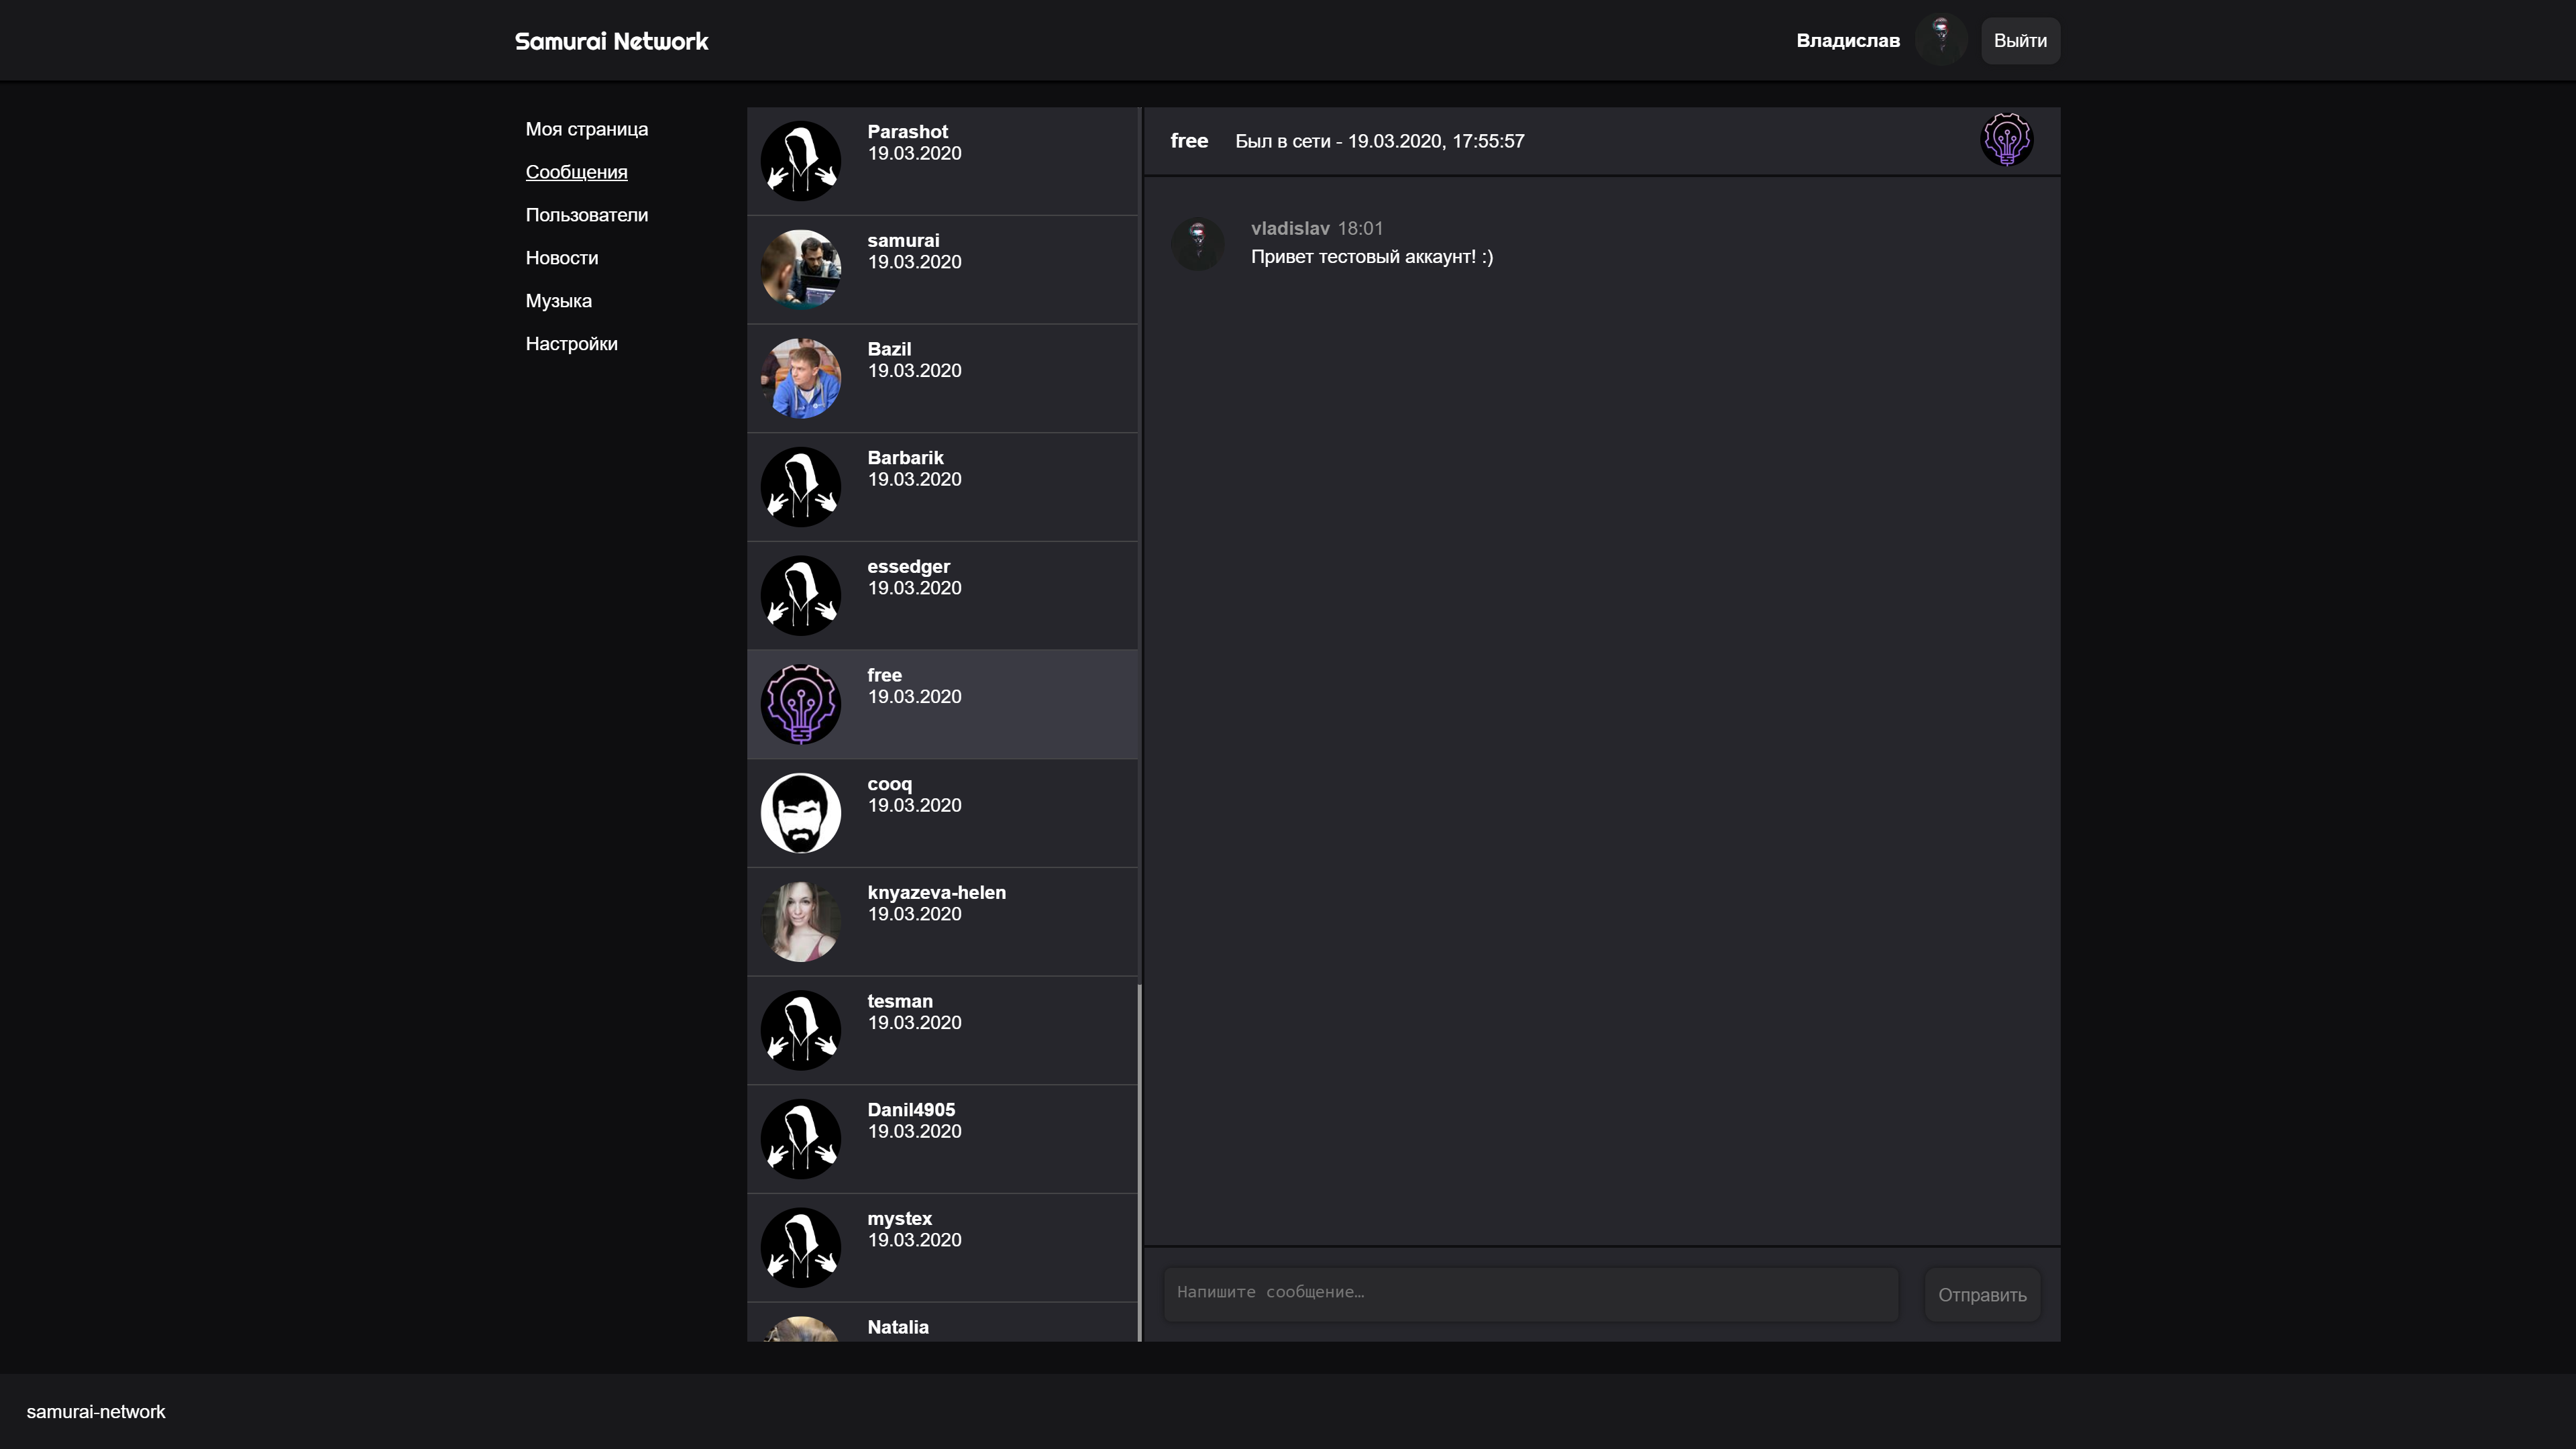 Samurai Network
Владислав
Выйти
Моя страница
Сообщения
Пользователи
Новости
Музыка
Настройки
Parashot
19.03.2020
samurai
19.03.2020
Bazil
19.03.2020
Barbarik
19.03.2020
essedger
19.03.2020
free
19.03.2020
cooq
19.03.2020
knyazeva-helen
19.03.2020
tesman
19.03.2020
Danil4905
19.03.2020
mystex
19.03.2020
Natalia
free Был в сети - 19.03.2020, 17:55:57
vladislav 18:01
Привет тестовый аккаунт! :)
Напишите сообщение...
Отправить
samurai-network